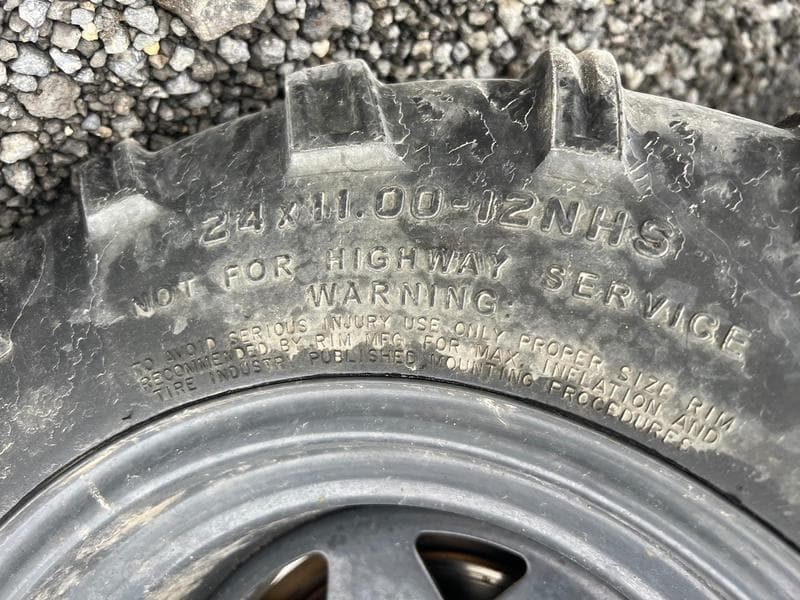 24x11.00-12NHS
NOT FOR HIGHWAY SERVICE
WARNING
TO AVOID SERIOUS INJURY USE ONLY PROPER SIZE RIM
RECOMMENDED BY RIM MFG. FOR MAX. INFLATION AND
TIRE INDUSTRY PUBLISHED MOUNTING PROCEDURES